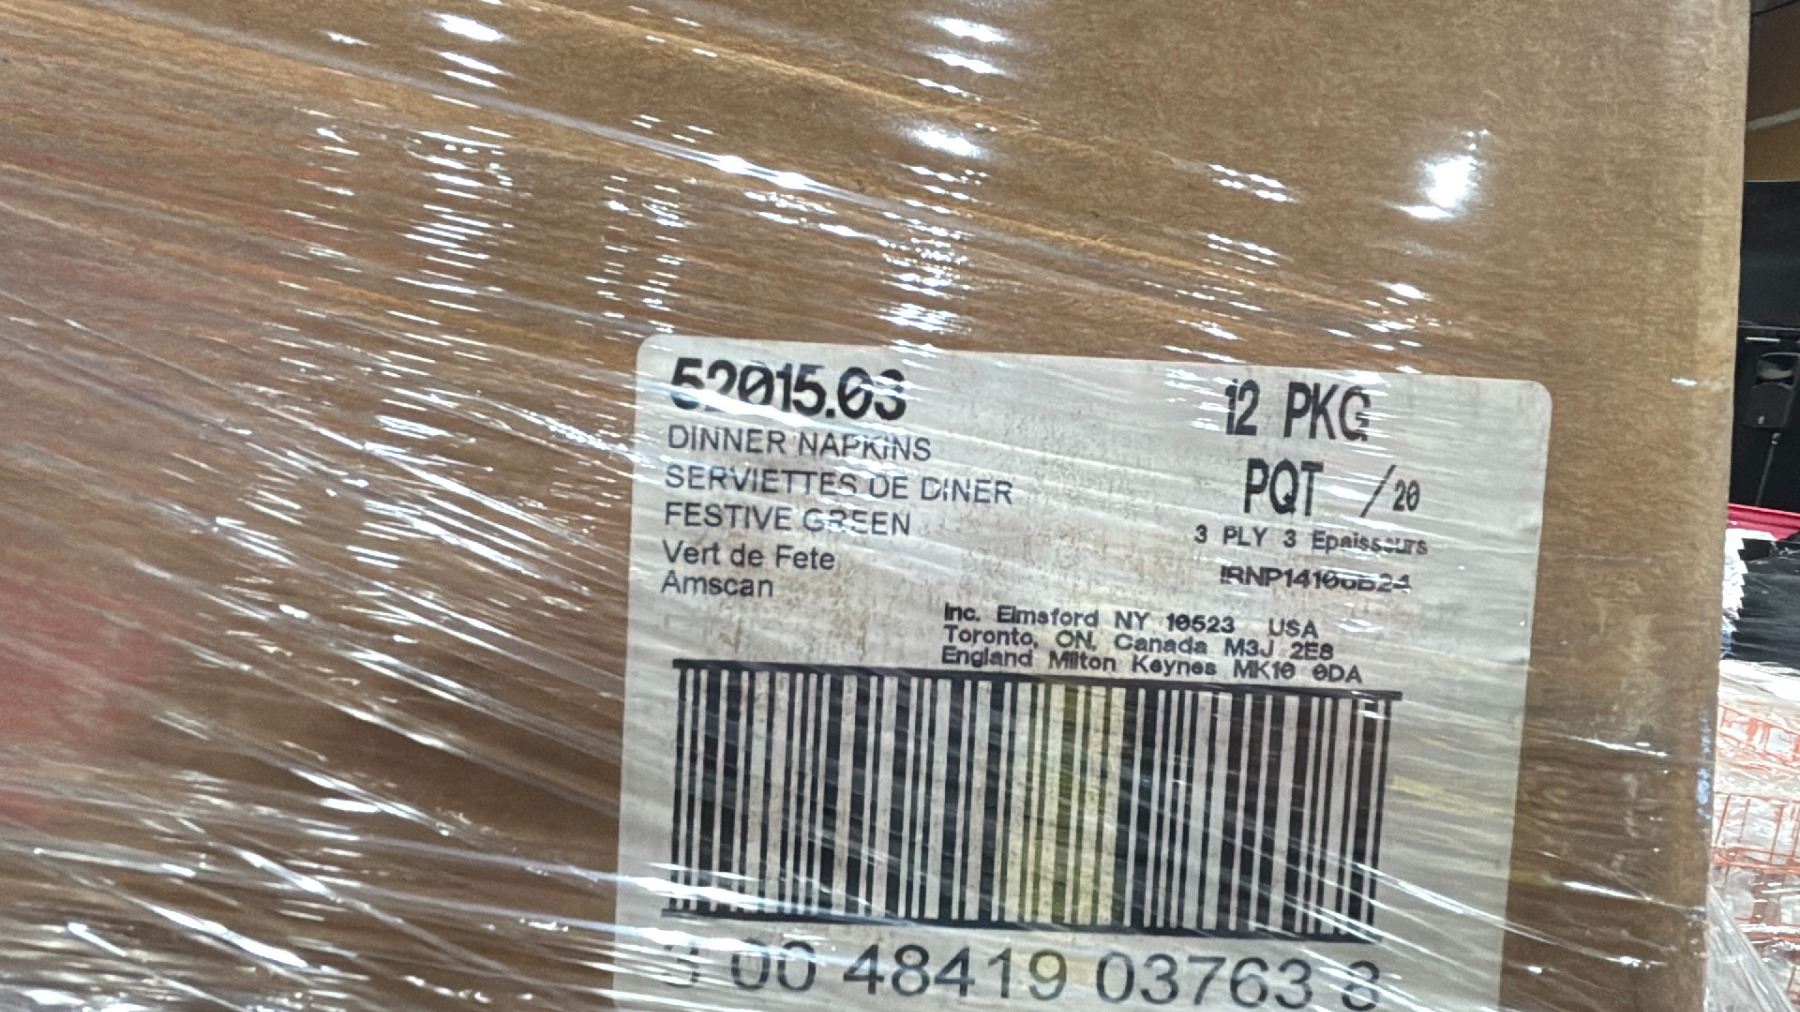 52015.03
DINNER NAPKINS
SERVIETTES DE DINER
FESTIVE GREEN
Vert de Fete
Amscan
12 PKG
PQT /20
3 PLY 3 Epaisseurs
Inc. Elmsford NY 10523 USA
Toronto, ON, Canada M3J 2E8
England Milton Keynes MK10 0DA
3 00 48419 03763 8